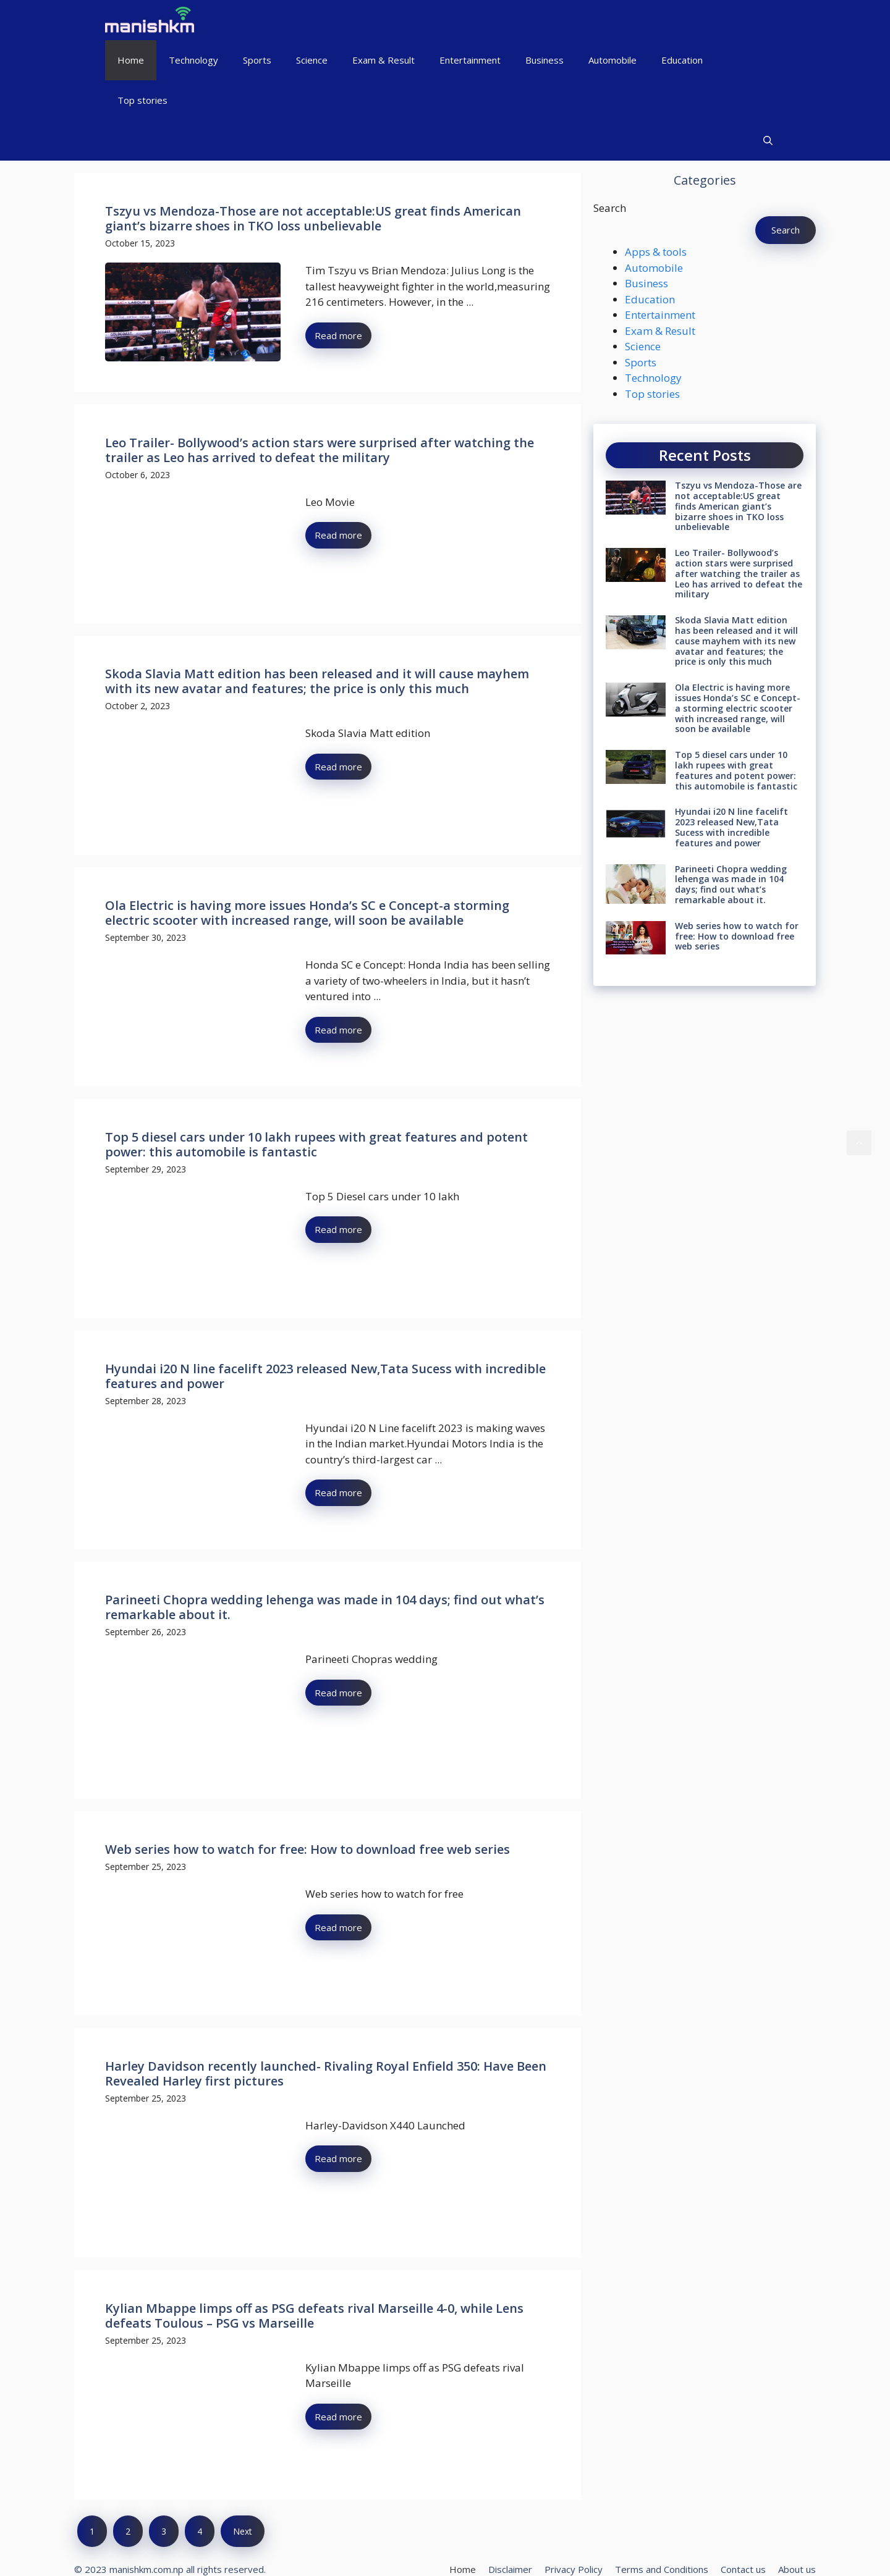 manishkm
Home
Technology
Sports
Science
Exam & Result
Entertainment
Business
Automobile
Education
Top stories
Tszyu vs Mendoza-Those are not acceptable:US great finds American
giant’s bizarre shoes in TKO loss unbelievable
October 15, 2023
Tim Tszyu vs Brian Mendoza: Julius Long is the
tallest heavyweight fighter in the world,measuring
216 centimeters. However, in the ...
Read more
Leo Trailer- Bollywood’s action stars were surprised after watching the
trailer as Leo has arrived to defeat the military
October 6, 2023
Leo Movie
Read more
Skoda Slavia Matt edition has been released and it will cause mayhem
with its new avatar and features; the price is only this much
October 2, 2023
Skoda Slavia Matt edition
Read more
Ola Electric is having more issues Honda’s SC e Concept-a storming
electric scooter with increased range, will soon be available
September 30, 2023
Honda SC e Concept: Honda India has been selling
a variety of two-wheelers in India, but it hasn’t
ventured into ...
Read more
Top 5 diesel cars under 10 lakh rupees with great features and potent
power: this automobile is fantastic
September 29, 2023
Top 5 Diesel cars under 10 lakh
Read more
Hyundai i20 N line facelift 2023 released New,Tata Sucess with incredible
features and power
September 28, 2023
Hyundai i20 N Line facelift 2023 is making waves
in the Indian market.Hyundai Motors India is the
country’s third-largest car ...
Read more
Parineeti Chopra wedding lehenga was made in 104 days; find out what’s
remarkable about it.
September 26, 2023
Parineeti Chopras wedding
Read more
Web series how to watch for free: How to download free web series
September 25, 2023
Web series how to watch for free
Read more
Harley Davidson recently launched- Rivaling Royal Enfield 350: Have Been
Revealed Harley first pictures
September 25, 2023
Harley-Davidson X440 Launched
Read more
Kylian Mbappe limps off as PSG defeats rival Marseille 4-0, while Lens
defeats Toulous – PSG vs Marseille
September 25, 2023
Kylian Mbappe limps off as PSG defeats rival
Marseille
Read more
1
2
3
4
Next
Categories
Search
Search
Apps & tools
Automobile
Business
Education
Entertainment
Exam & Result
Science
Sports
Technology
Top stories
Recent Posts
Tszyu vs Mendoza-Those are
not acceptable:US great
finds American giant’s
bizarre shoes in TKO loss
unbelievable
Leo Trailer- Bollywood’s
action stars were surprised
after watching the trailer as
Leo has arrived to defeat the
military
Skoda Slavia Matt edition
has been released and it will
cause mayhem with its new
avatar and features; the
price is only this much
Ola Electric is having more
issues Honda’s SC e Concept-
a storming electric scooter
with increased range, will
soon be available
Top 5 diesel cars under 10
lakh rupees with great
features and potent power:
this automobile is fantastic
Hyundai i20 N line facelift
2023 released New,Tata
Sucess with incredible
features and power
Parineeti Chopra wedding
lehenga was made in 104
days; find out what’s
remarkable about it.
Web series how to watch for
free: How to download free
web series
© 2023 manishkm.com.np all rights reserved.
Home
Disclaimer
Privacy Policy
Terms and Conditions
Contact us
About us